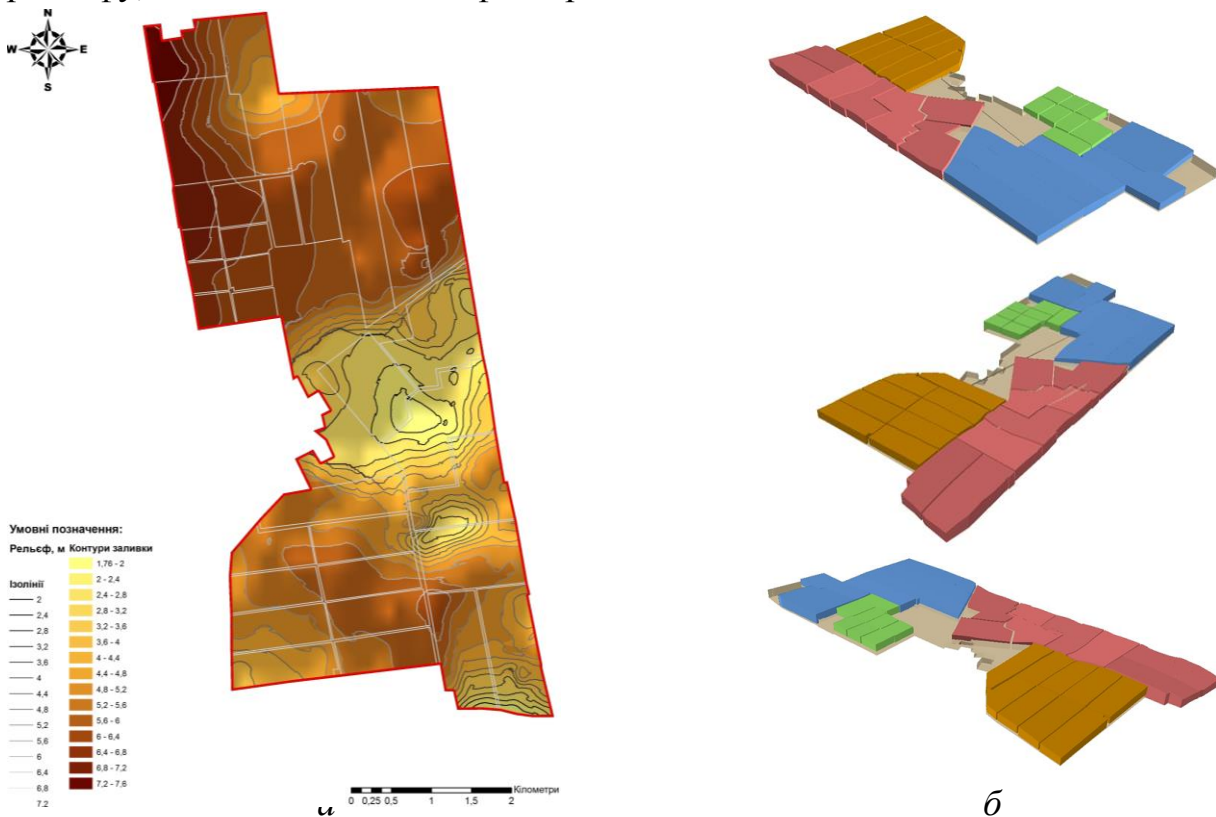 N
W E
S
Умовні позначення:
Рельєф, м Контури заливки
Ізолінії
1,76 - 2
2 - 2,4
2,4 - 2,8
2,8 - 3,2
3,2 - 3,6
3,6 - 4
4 - 4,4
4,4 - 4,8
4,8 - 5,2
5,2 - 5,6
5,6 - 6
6 - 6,4
6,4 - 6,8
6,8 - 7,2
7,2 - 7,6
2
2,4
2,8
3,2
3,6
4
4,4
4,8
5,2
5,6
6
6,4
6,8
7,2
Кілометри
0 0,25 0,5 1 1,5 2
б